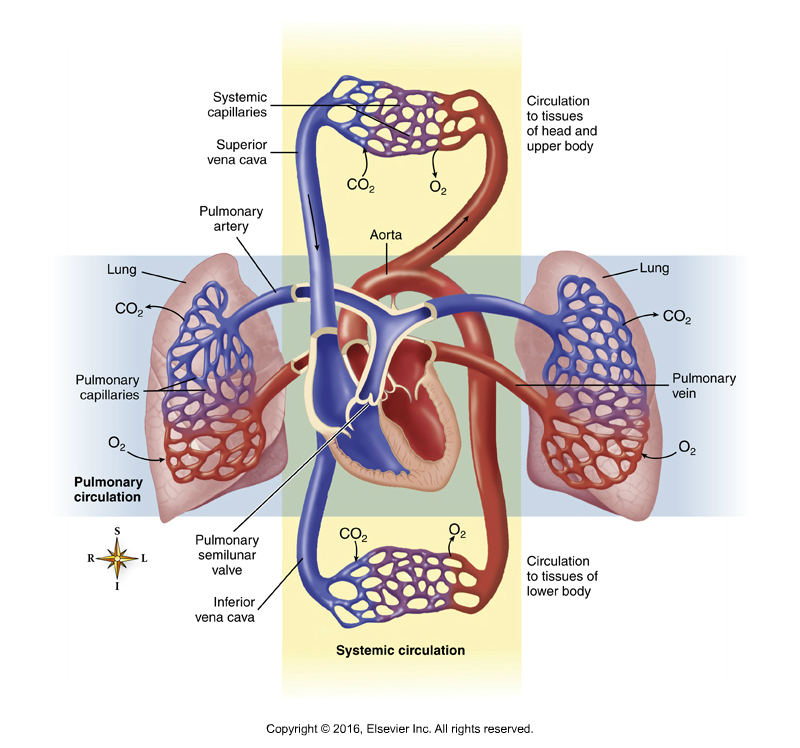 Systemic
capillaries
Circulation
to tissues
of head and
upper body
Superior
vena cava
CO2
O2
Pulmonary
artery
Aorta
Lung
Lung
CO2
CO2
Pulmonary
capillaries
Pulmonary
vein
O2
O2
Pulmonary
circulation
S
R L
I
Pulmonary
semilunar
valve
CO2
O2
Circulation
to tissues of
lower body
Inferior
vena cava
Systemic circulation
Copyright © 2016, Elsevier Inc. All rights reserved.